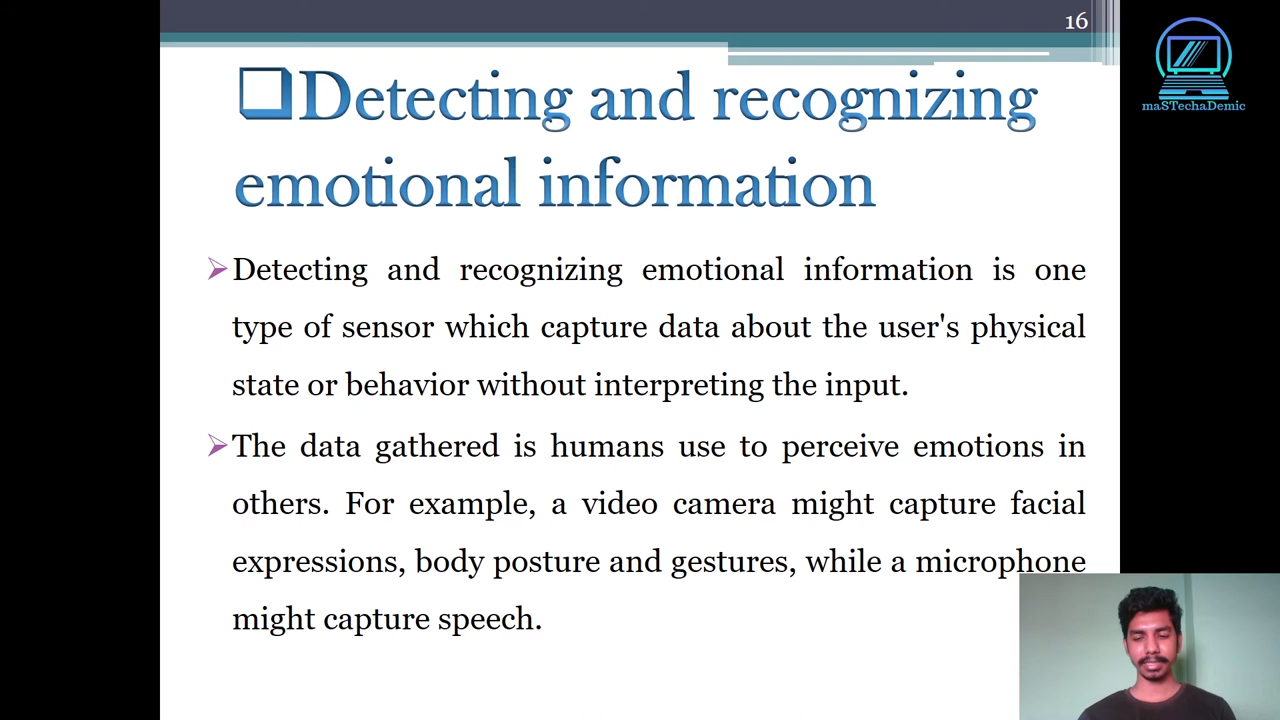 16
maSTechaDemic
Detecting and recognizing
emotional information
Detecting and recognizing emotional information is one
type of sensor which capture data about the user's physical
state or behavior without interpreting the input.
The data gathered is humans use to perceive emotions in
others. For example, a video camera might capture facial
expressions, body posture and gestures, while a microphone
might capture speech.